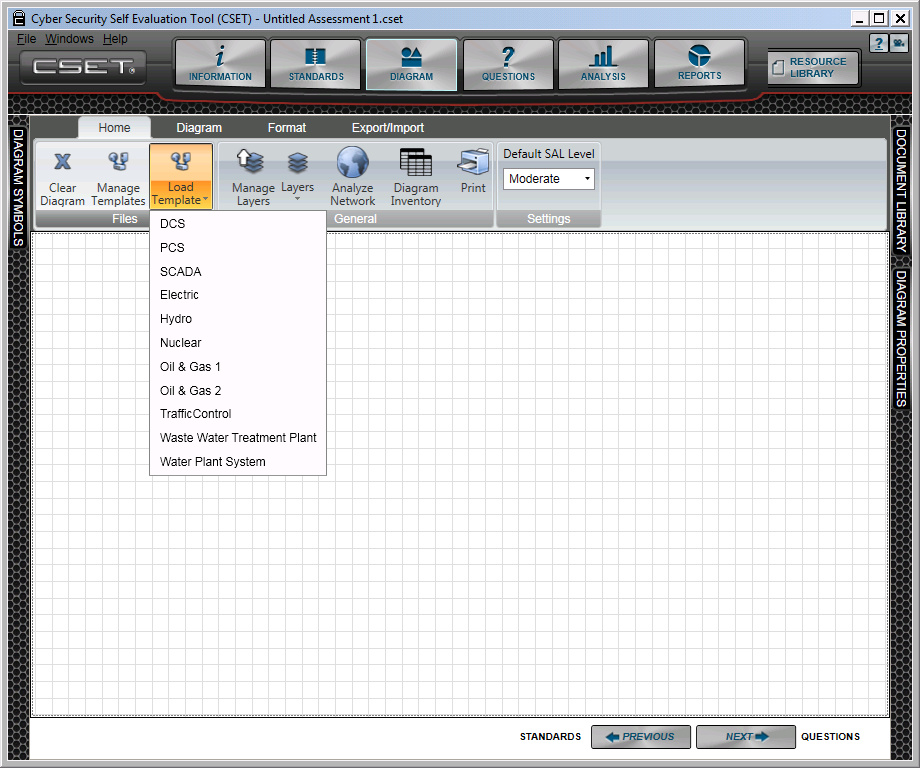 Cyber Security Self Evaluation Tool (CSET) - Untitled Assessment 1.cset
File Windows Help
CSET
INFORMATION
STANDARDS
DIAGRAM
?
QUESTIONS
ANALYSIS
REPORTS
RESOURCE
LIBRARY
?
Home Diagram Format Export/Import
Clear
Diagram
Manage
Templates
Load
Template
Files
Manage
Layers
Layers
Analyze
Network
Diagram
Inventory
Print
General
Default SAL Level
Moderate
Settings
DIAGRAM SYMBOLS
DCS
PCS
SCADA
Electric
Hydro
Nuclear
Oil & Gas 1
Oil & Gas 2
TrafficControl
Waste Water Treatment Plant
Water Plant System
DOCUMENT LIBRARY
DIAGRAM PROPERTIES
STANDARDS PREVIOUS NEXT QUESTIONS